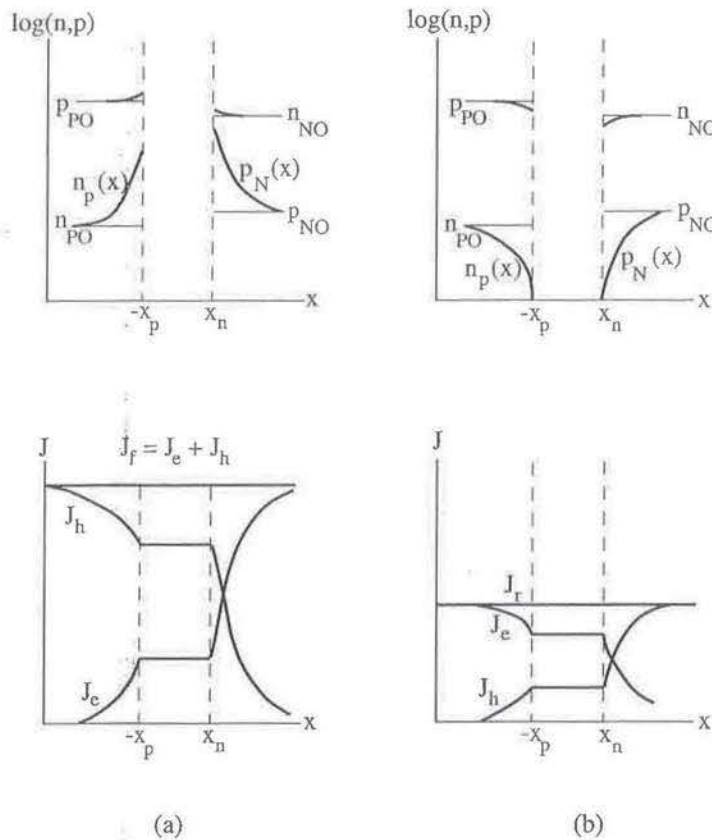 log(n,p)
p_PO
n_NO
n_p(x)
p_N(x)
n_PO
p_NO
-x_p
x_n
x
log(n,p)
p_PO
n_NO
n_PO
p_NO
n_p(x)
p_N(x)
-x_p
x_n
x
J
J_f = J_e + J_h
J_h
J_e
-x_p
x_n
x
J
J_r
J_e
J_h
-x_p
x_n
x
(a)
(b)